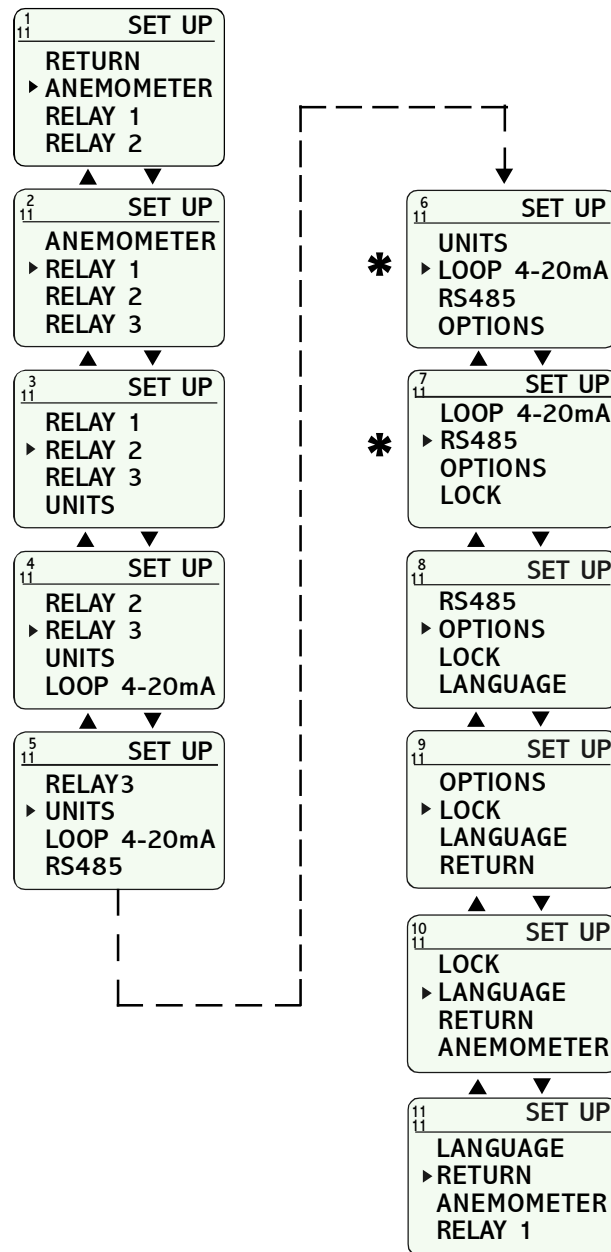 1
11 SET UP
RETURN
ANEMOMETER
RELAY 1
RELAY 2
2
11 SET UP
ANEMOMETER
RELAY 1
RELAY 2
RELAY 3
3
11 SET UP
RELAY 1
RELAY 2
RELAY 3
UNITS
4
11 SET UP
RELAY 2
RELAY 3
UNITS
LOOP 4-20mA
5
11 SET UP
RELAY3
UNITS
LOOP 4-20mA
RS485
6
11 SET UP
UNITS
* LOOP 4-20mA
RS485
OPTIONS
7
11 SET UP
LOOP 4-20mA
* RS485
OPTIONS
LOCK
8
11 SET UP
RS485
OPTIONS
LOCK
LANGUAGE
9
11 SET UP
OPTIONS
LOCK
LANGUAGE
RETURN
10
11 SET UP
LOCK
LANGUAGE
RETURN
ANEMOMETER
11
11 SET UP
LANGUAGE
RETURN
ANEMOMETER
RELAY 1